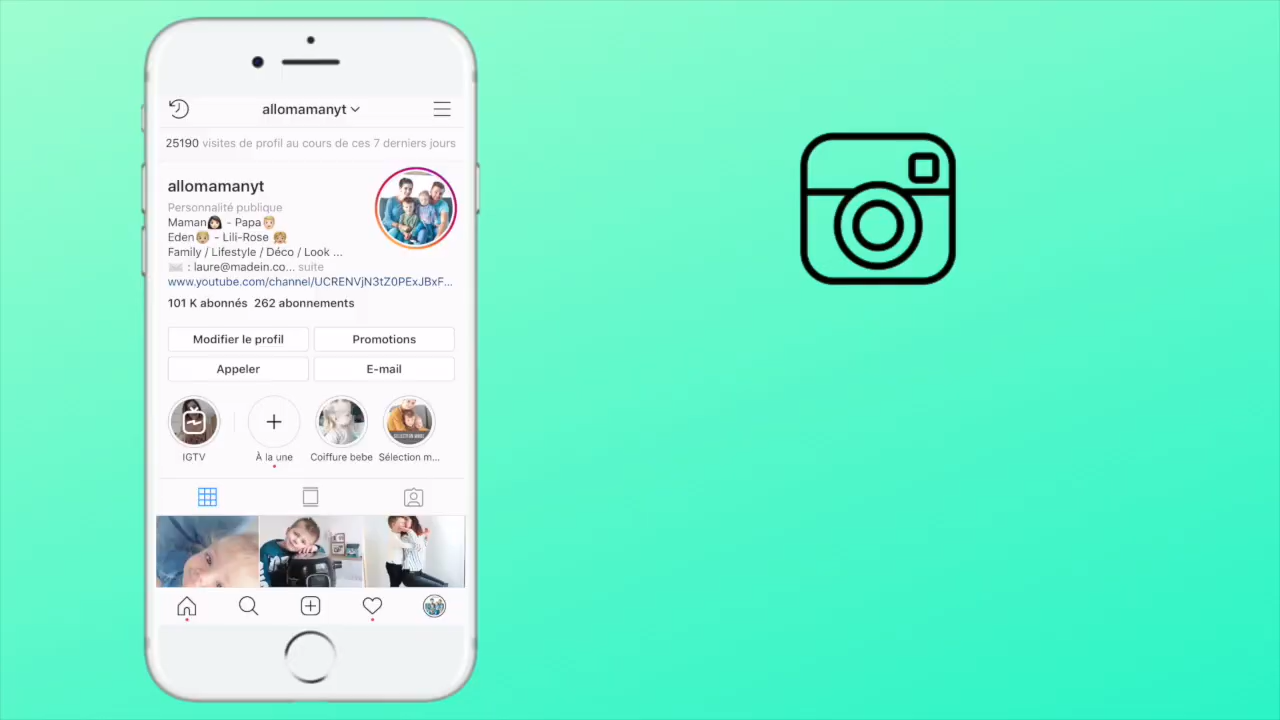 allomamanyt
25190 visites de profil au cours de ces 7 derniers jours
allomamanyt
Personnalité publique
Maman👩🏻 - Papa👨🏼
Eden👶🏼 - Lili-Rose 👧🏼
Family / Lifestyle / Déco / Look ...
✉️ : laure@madein.co... suite
www.youtube.com/channel/UCRENVjN3tZ0PExJBxF...
101 K abonnés 262 abonnements
Modifier le profil Promotions
Appeler E-mail
IGTV À la une Coiffure bebe Sélection m...